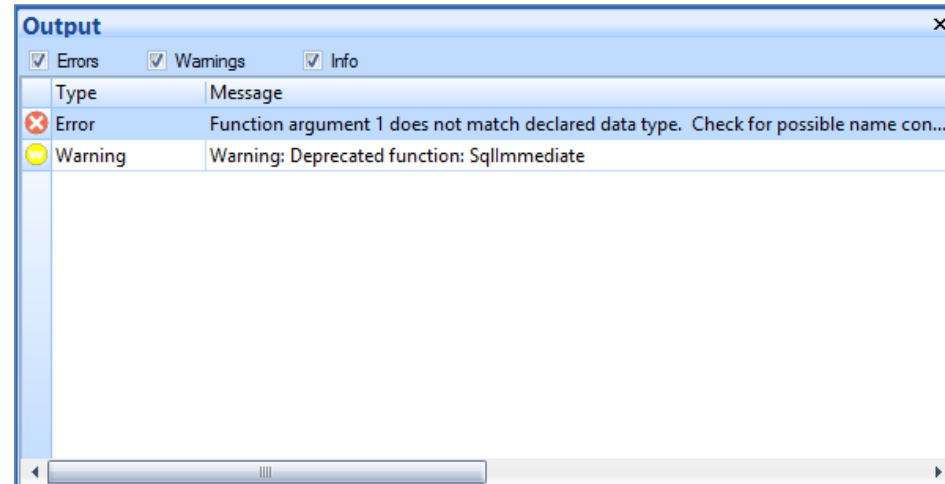 Output
Errors Warnings Info
Type Message
Error Function argument 1 does not match declared data type. Check for possible name con...
Warning Warning: Deprecated function: SqlImmediate